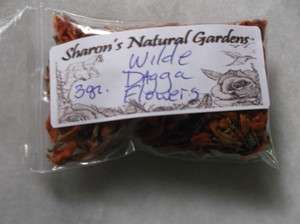 Sharon's Natural Gardens
Wilde
Dagga
3gr. Flowers